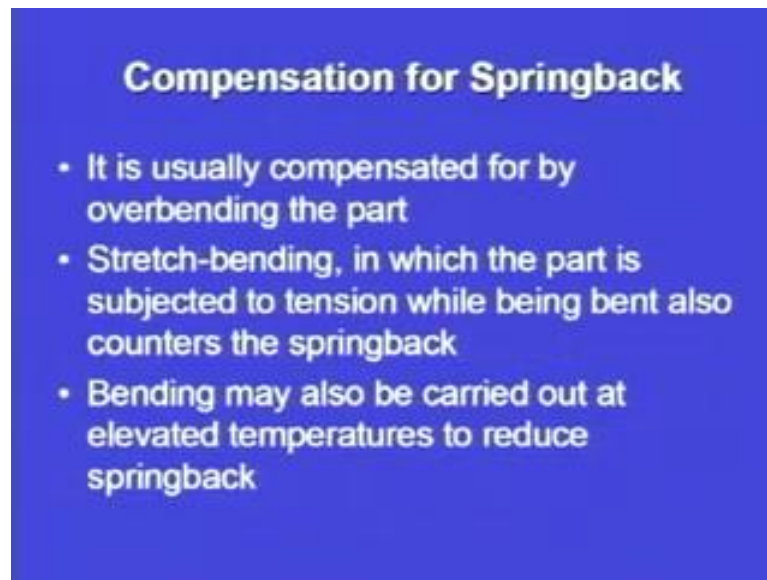 Compensation for Springback
• It is usually compensated for by
overbending the part
• Stretch-bending, in which the part is
subjected to tension while being bent also
counters the springback
• Bending may also be carried out at
elevated temperatures to reduce
springback